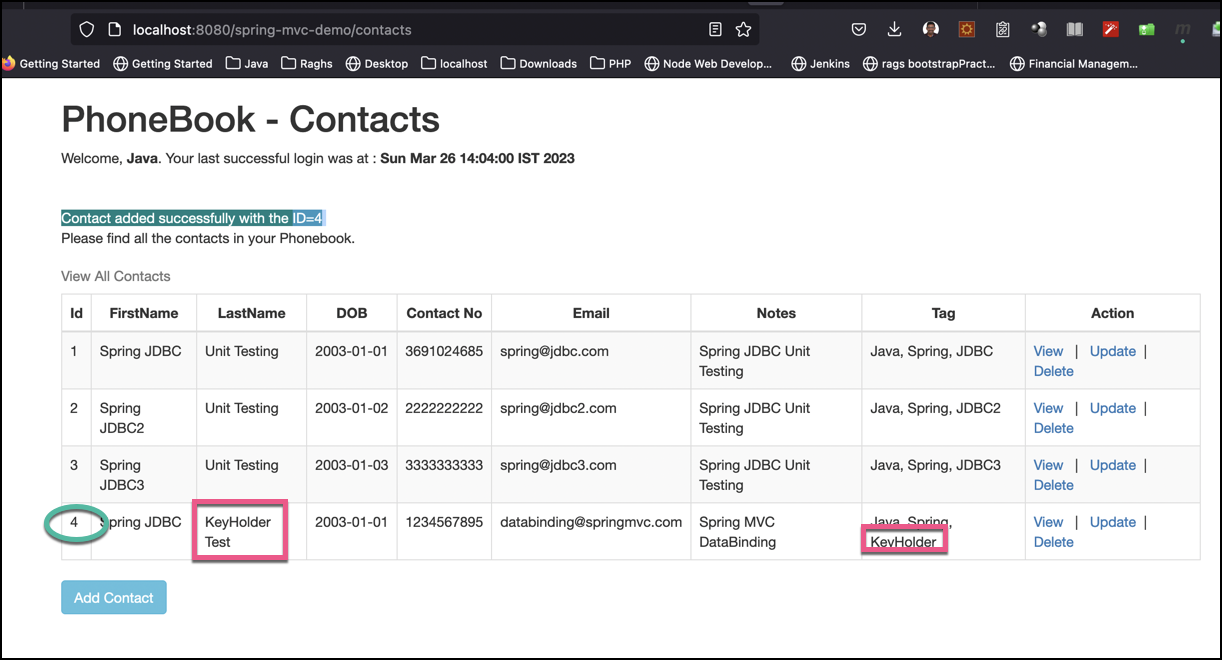 localhost:8080/spring-mvc-demo/contacts
Getting Started Getting Started Java Raghs Desktop localhost Downloads PHP Node Web Develop... Jenkins rags bootstrapPract... Financial Managem...
PhoneBook - Contacts
Welcome, Java. Your last successful login was at : Sun Mar 26 14:04:00 IST 2023
Contact added successfully with the ID=4
Please find all the contacts in your Phonebook.
View All Contacts
Id FirstName LastName DOB Contact No Email Notes Tag Action
1 Spring JDBC Unit Testing 2003-01-01 3691024685 spring@jdbc.com Spring JDBC Unit Java, Spring, JDBC View | Update |
Testing Delete
2 Spring Unit Testing 2003-01-02 2222222222 spring@jdbc2.com Spring JDBC Unit Java, Spring, JDBC2 View | Update |
JDBC2 Testing Delete
3 Spring Unit Testing 2003-01-03 3333333333 spring@jdbc3.com Spring JDBC Unit Java, Spring, JDBC3 View | Update |
JDBC3 Testing Delete
4 Spring JDBC KeyHolder 2003-01-01 1234567895 databinding@springmvc.com Spring MVC Java, Spring, View | Update |
Test DataBinding KeyHolder Delete
Add Contact